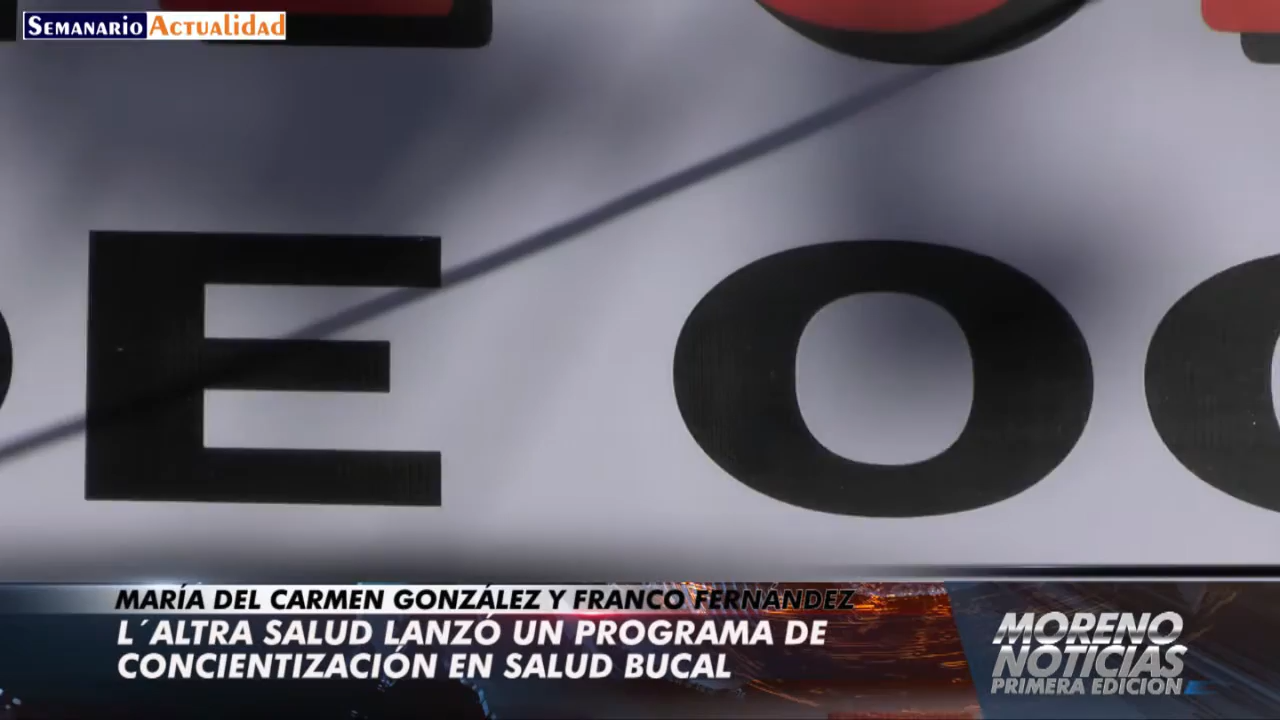 SEMANARIO ACTUALIDAD
E O
MARÍA DEL CARMEN GONZÁLEZ Y FRANCO FERNÁNDEZ
L´ALTRA SALUD LANZÓ UN PROGRAMA DE
CONCIENTIZACIÓN EN SALUD BUCAL
MORENO
NOTICIAS
PRIMERA EDICIÓN